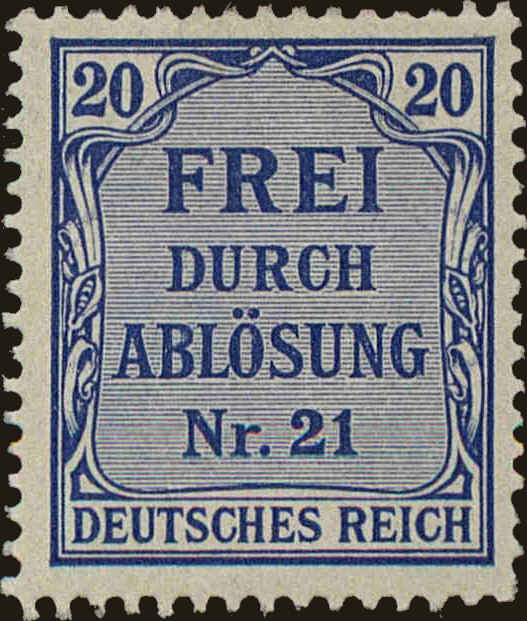 20 20
FREI
DURCH
ABLÖSUNG
Nr. 21
DEUTSCHES REICH